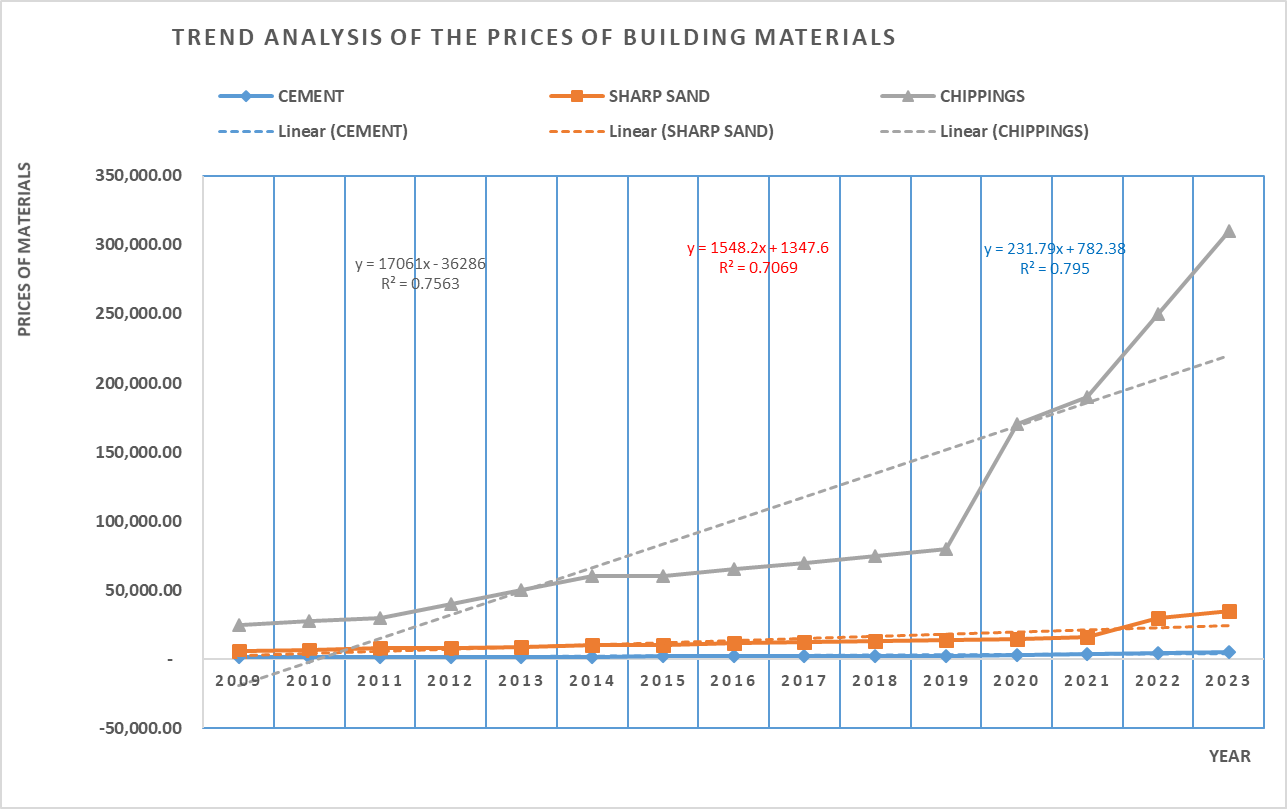 TREND ANALYSIS OF THE PRICES OF BUILDING MATERIALS
CEMENT
SHARP SAND
CHIPPINGS
Linear (CEMENT)
Linear (SHARP SAND)
Linear (CHIPPINGS)
PRICES OF MATERIALS
350,000.00
300,000.00
250,000.00
200,000.00
150,000.00
100,000.00
50,000.00
-
-50,000.00
y = 17061x - 36286
R² = 0.7563
y = 1548.2x + 1347.6
R² = 0.7069
y = 231.79x + 782.38
R² = 0.795
2009 2010 2011 2012 2013 2014 2015 2016 2017 2018 2019 2020 2021 2022 2023
YEAR